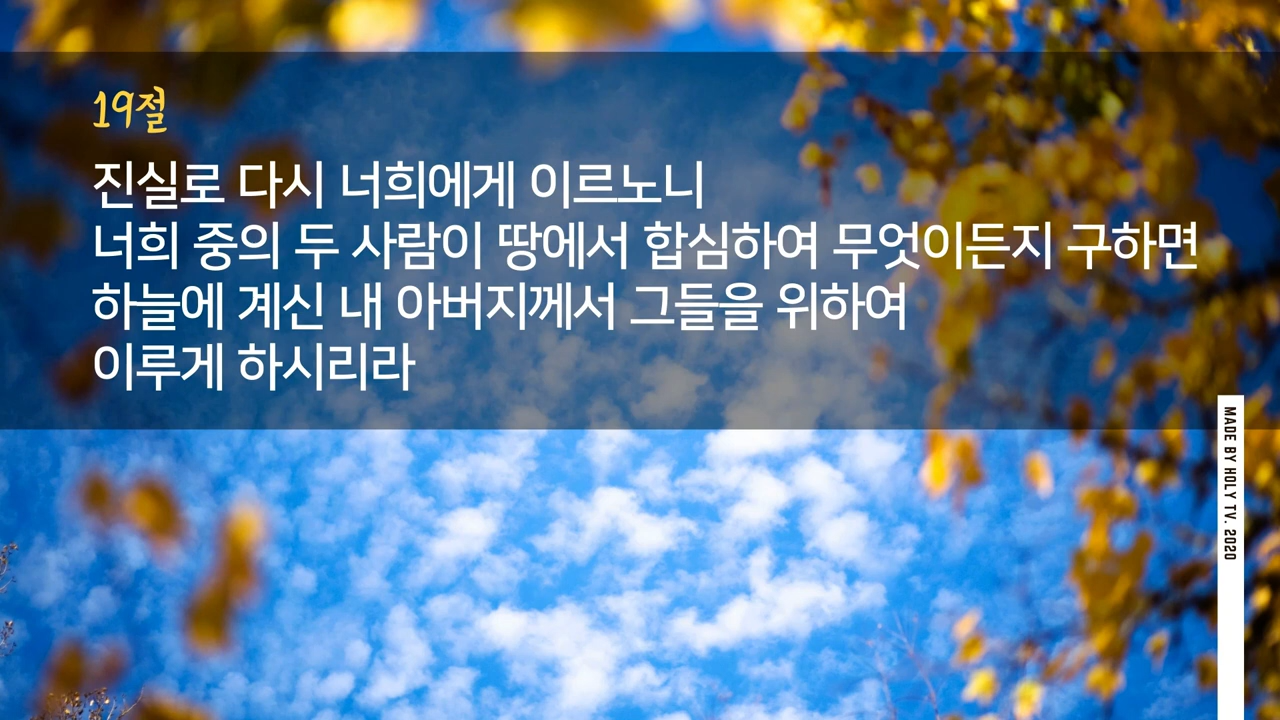 19절
진실로 다시 너희에게 이르노니
너희 중의 두 사람이 땅에서 합심하여 무엇이든지 구하면
하늘에 계신 내 아버지께서 그들을 위하여
이루게 하시리라
MADE BY HOLY TV. 2020